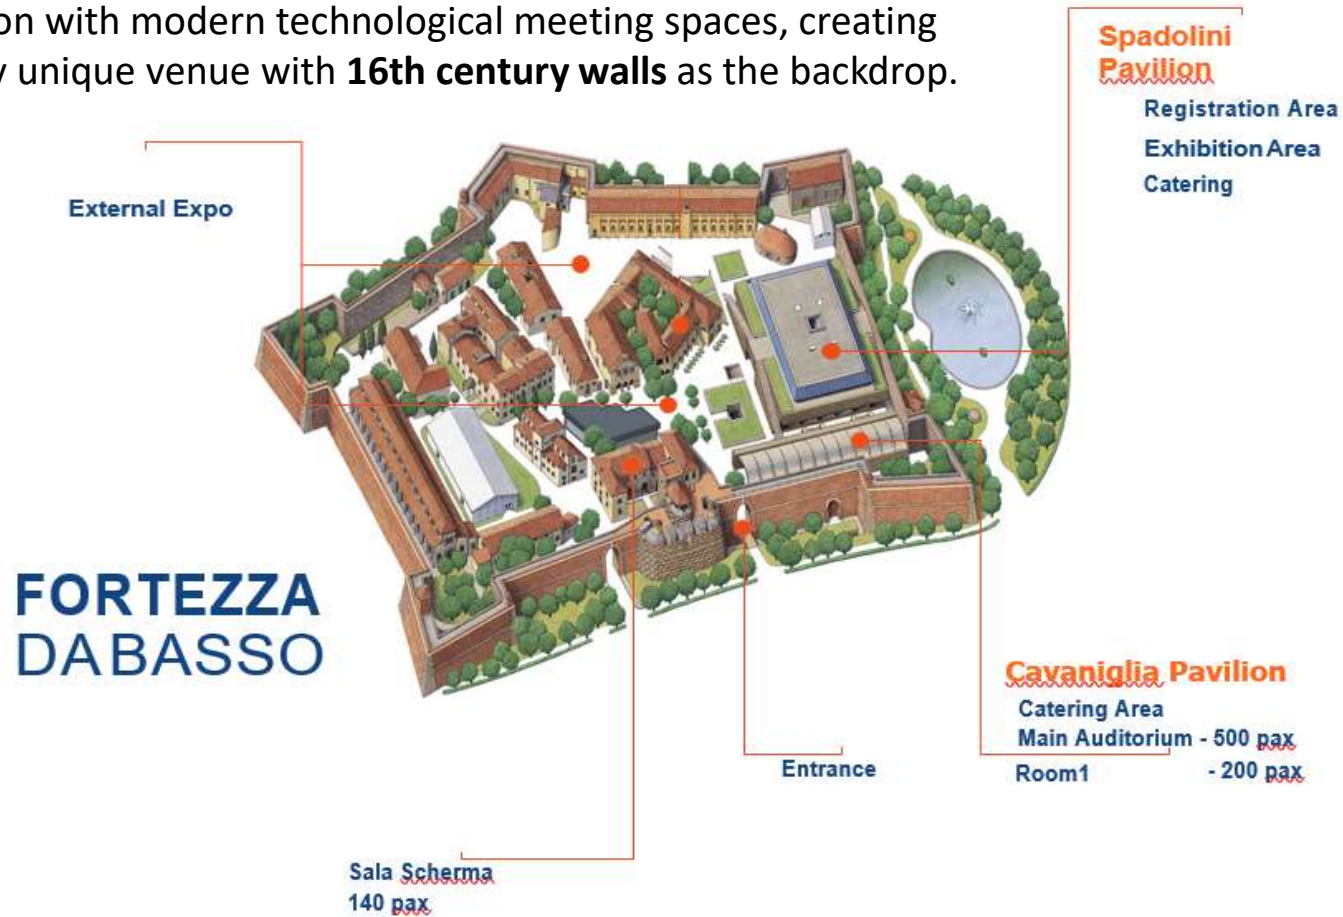 on with modern technological meeting spaces, creating
unique venue with 16th century walls as the backdrop.
Spadolini
Pavilion
Registration Area
Exhibition Area
Catering
External Expo
FORTEZZA
DABASSO
Cavaniglia Pavilion
Catering Area
Main Auditorium - 500 pax
Room1 - 200 pax
Entrance
Sala Scherma
140 pax